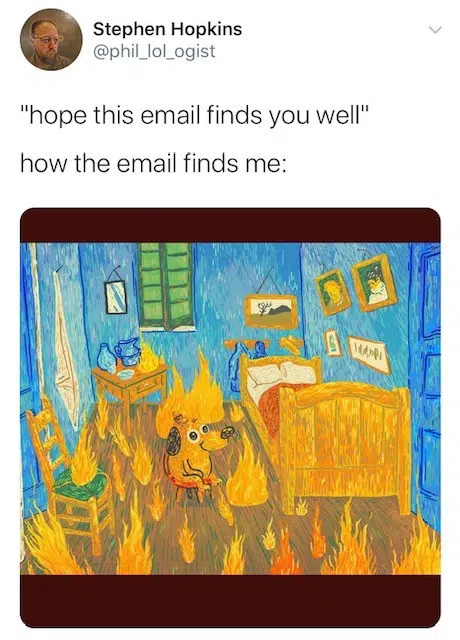 Stephen Hopkins
@phil_lol_ogist
"hope this email finds you well"
how the email finds me: